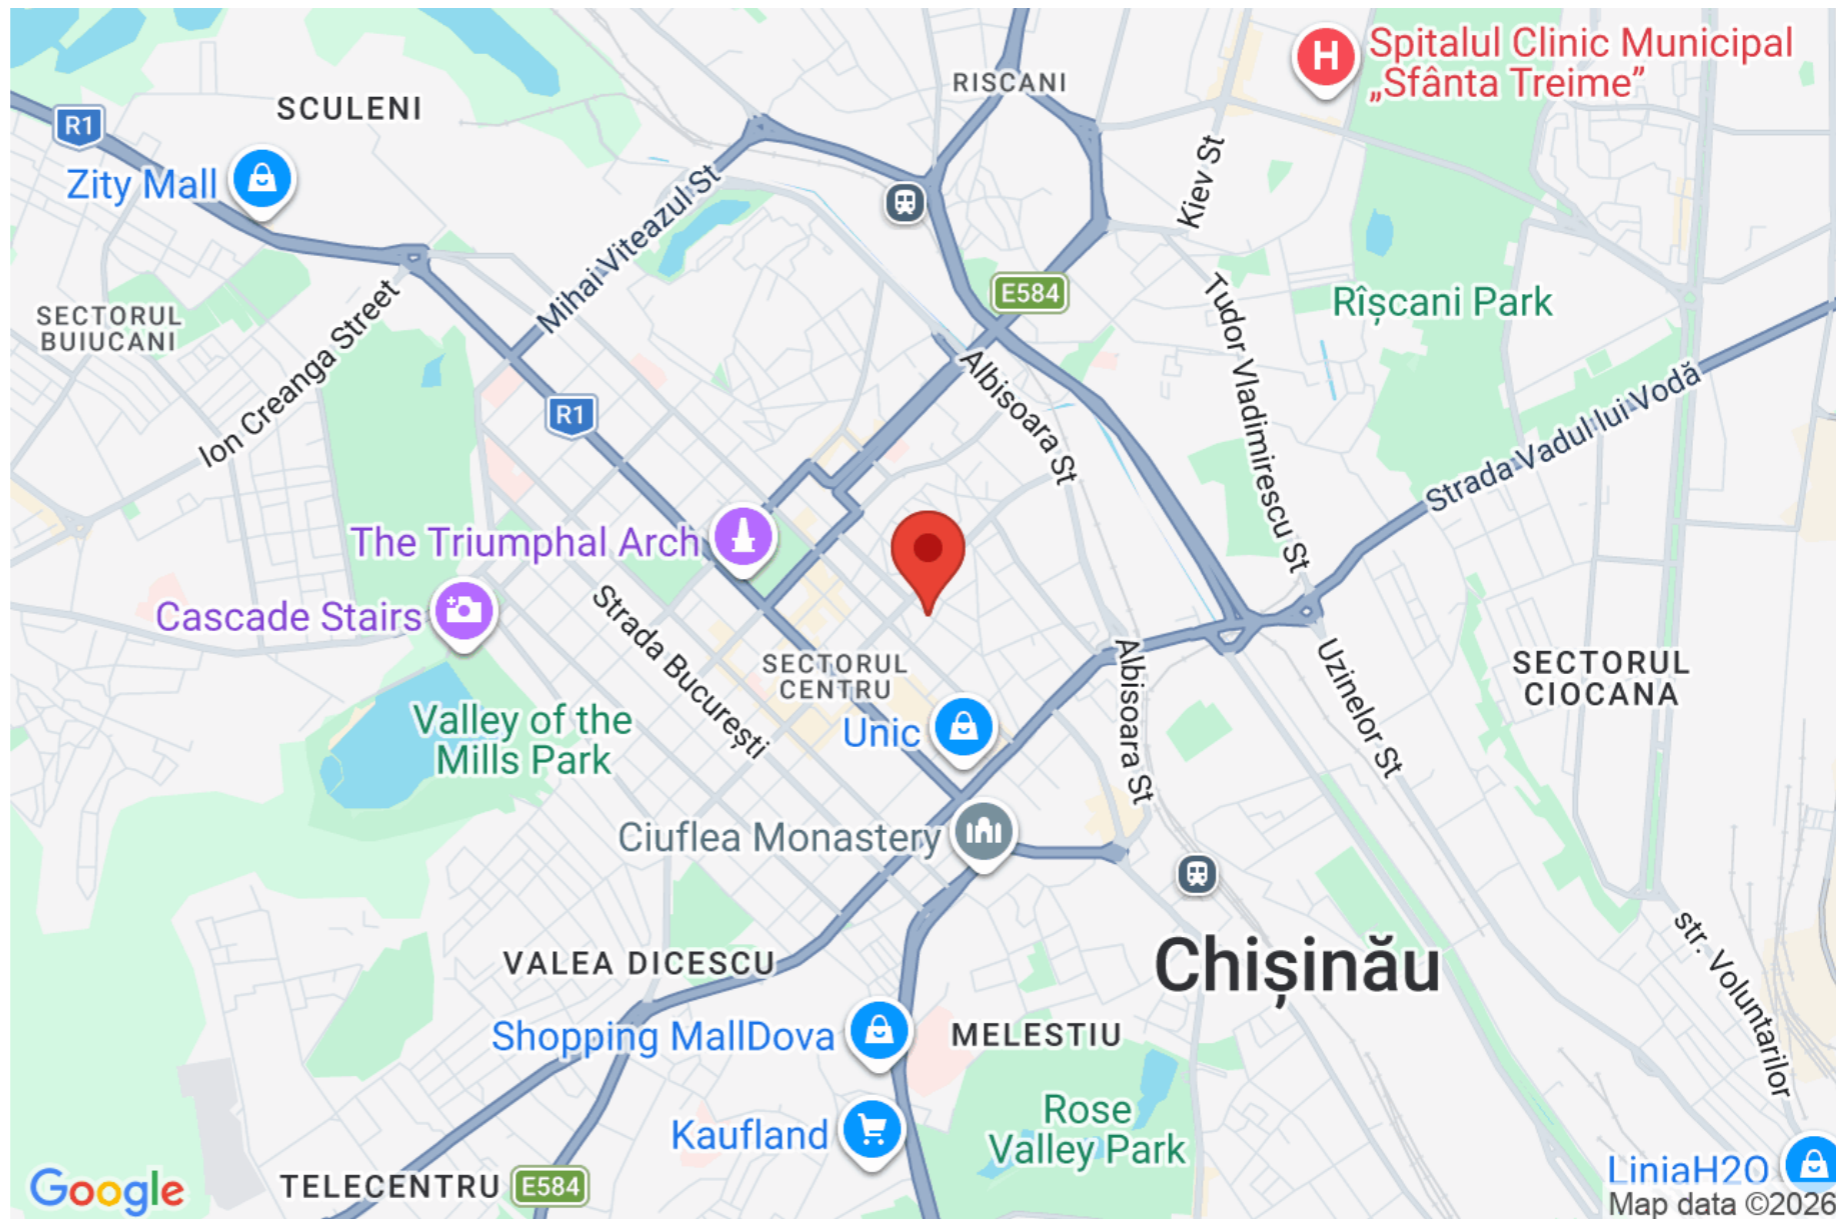 Spitalul Clinic Municipal
„Sfânta Treime”
RISCANI
SCULENI
R1
Zity Mall
Kiev St
Mihai Viteazul St
E584
Tudor Vladimirescu St
Rîșcani Park
SECTORUL
BUIUCANI
Ion Creanga Street
R1
Albisoara St
Strada Vadul lui Vodă
The Triumphal Arch
Cascade Stairs
Strada București
SECTORUL
CENTRU
Albisoara St
Uzinelor St
SECTORUL
CIOCANA
Valley of the
Mills Park
Unic
Ciuflea Monastery
VALEA DICESCU
Chișinău
str. Voluntarilor
Shopping MallDova
MELESTIU
Kaufland
Rose
Valley Park
LiniaH2O
TELECENTRU
E584
Google
Map data ©2026